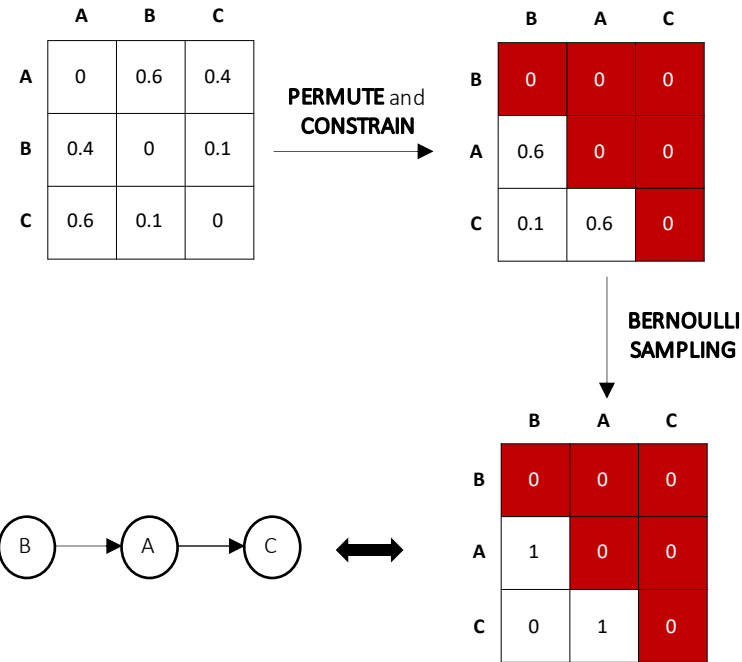 A B C
A 0 0.6 0.4
B 0.4 0 0.1
C 0.6 0.1 0
PERMUTE and
CONSTRAIN
B A C
B 0 0 0
A 0.6 0 0
C 0.1 0.6 0
BERNOULLI
SAMPLING
B A C
B 0 0 0
A 1 0 0
C 0 1 0
B A C